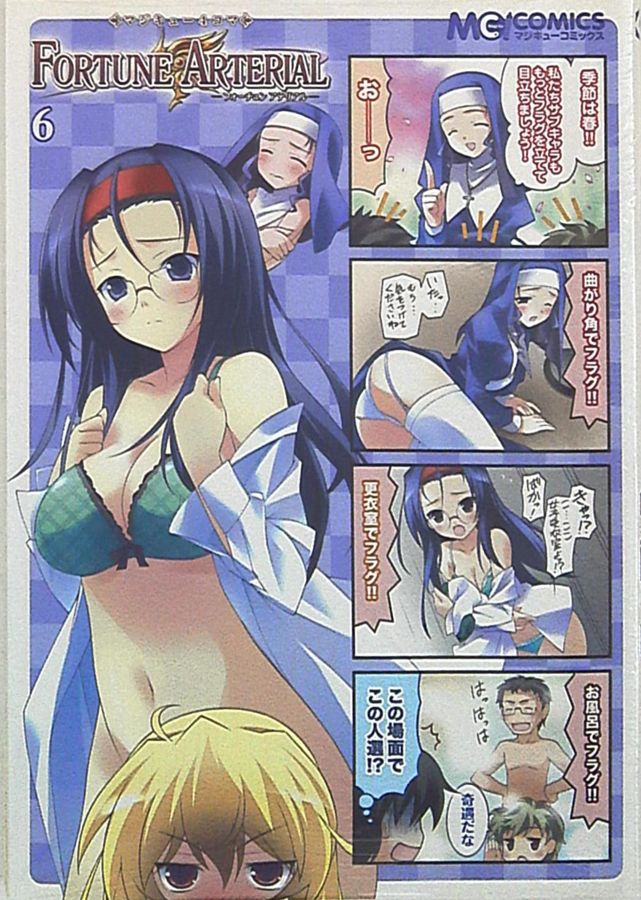 マジキュー4コマ
FORTUNE ARTERIAL
フォーチュン アテリアル
6
MC COMICS
マジキューコミックス
季節は春!!
私たちサブキャラも
もっとフラグを立てて
目立ちましょう!
おーーっ
曲がり角でフラグ!!
いた…
もう…
気をつけて
くださいね
更衣室でフラグ!!
きゃっ!?
ここ
女子更衣室よ!?
ばかっ
お風呂でフラグ!!
はっはっは
この場面で
この人選!?
奇遇だな